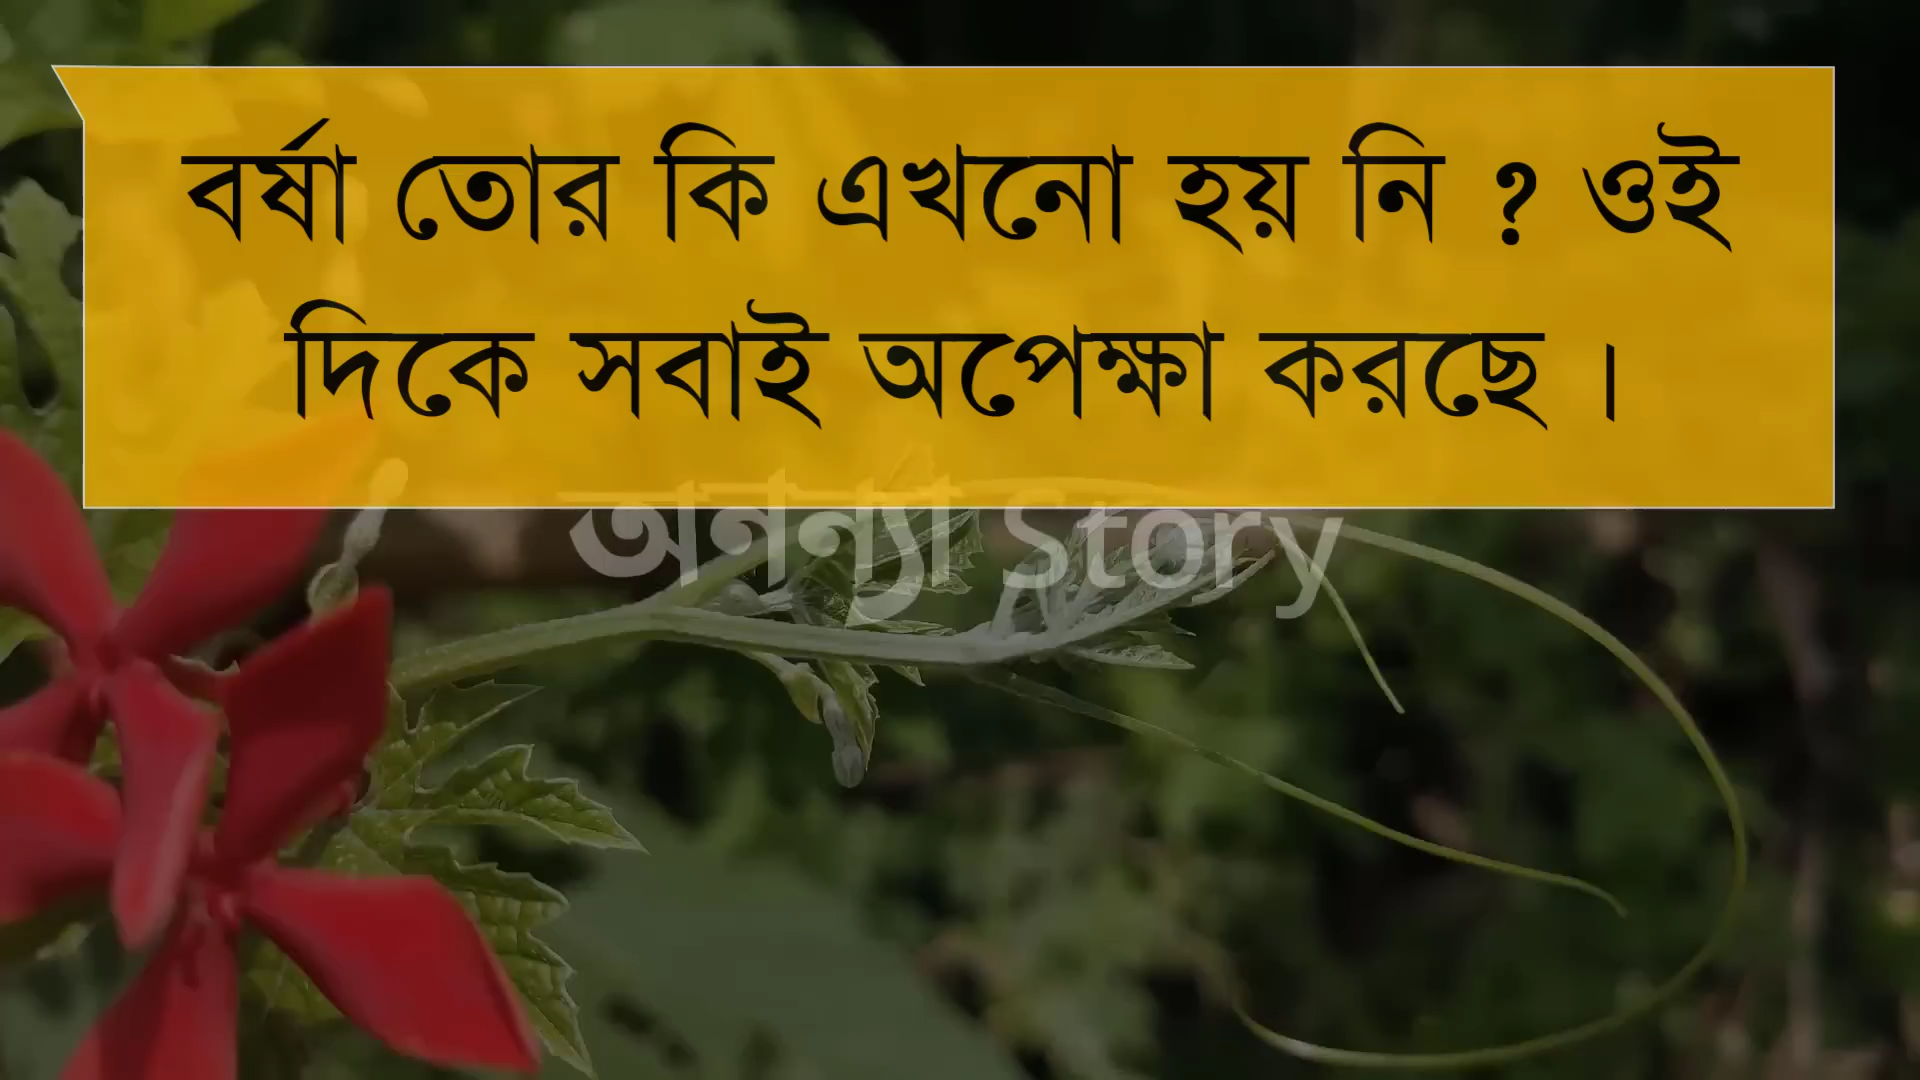 বর্ষা তোর কি এখনো হয় নি ? ওই
দিকে সবাই অপেক্ষা করছে ।
অনন্যা Story